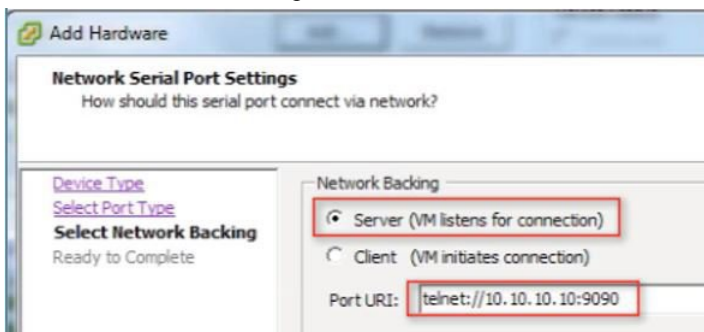 Add Hardware
Network Serial Port Settings
How should this serial port connect via network?
Device Type
Select Port Type
Select Network Backing
Ready to Complete
Network Backing
Server (VM listens for connection)
Client (VM initiates connection)
Port URI: telnet://10.10.10.10:9090